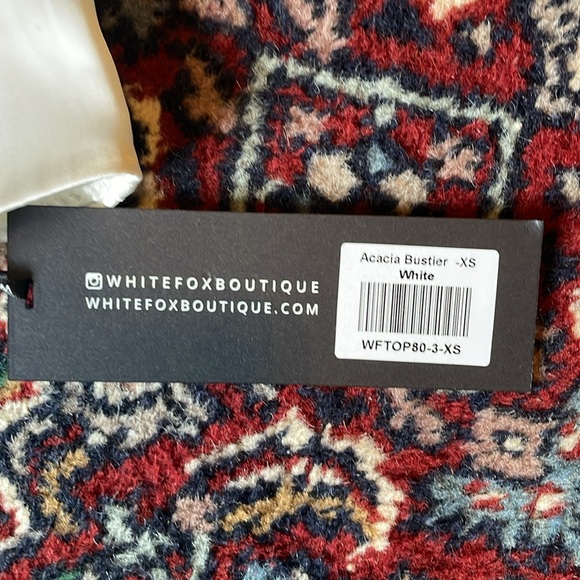 WHITEFOXBOUTIQUE
WHITEFOXBOUTIQUE.COM
Acacia Bustier -XS
White
WFTOP80-3-XS